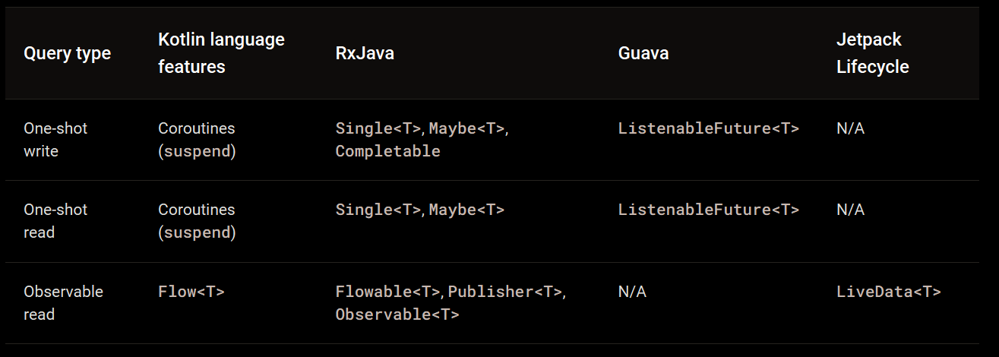 Query type
Kotlin language
features
RxJava
Guava
Jetpack
Lifecycle
One-shot
write
Coroutines
(suspend)
Single<T>, Maybe<T>,
Completable
ListenableFuture<T>
N/A
One-shot
read
Coroutines
(suspend)
Single<T>, Maybe<T>
ListenableFuture<T>
N/A
Observable
read
Flow<T>
Flowable<T>, Publisher<T>,
Observable<T>
N/A
LiveData<T>